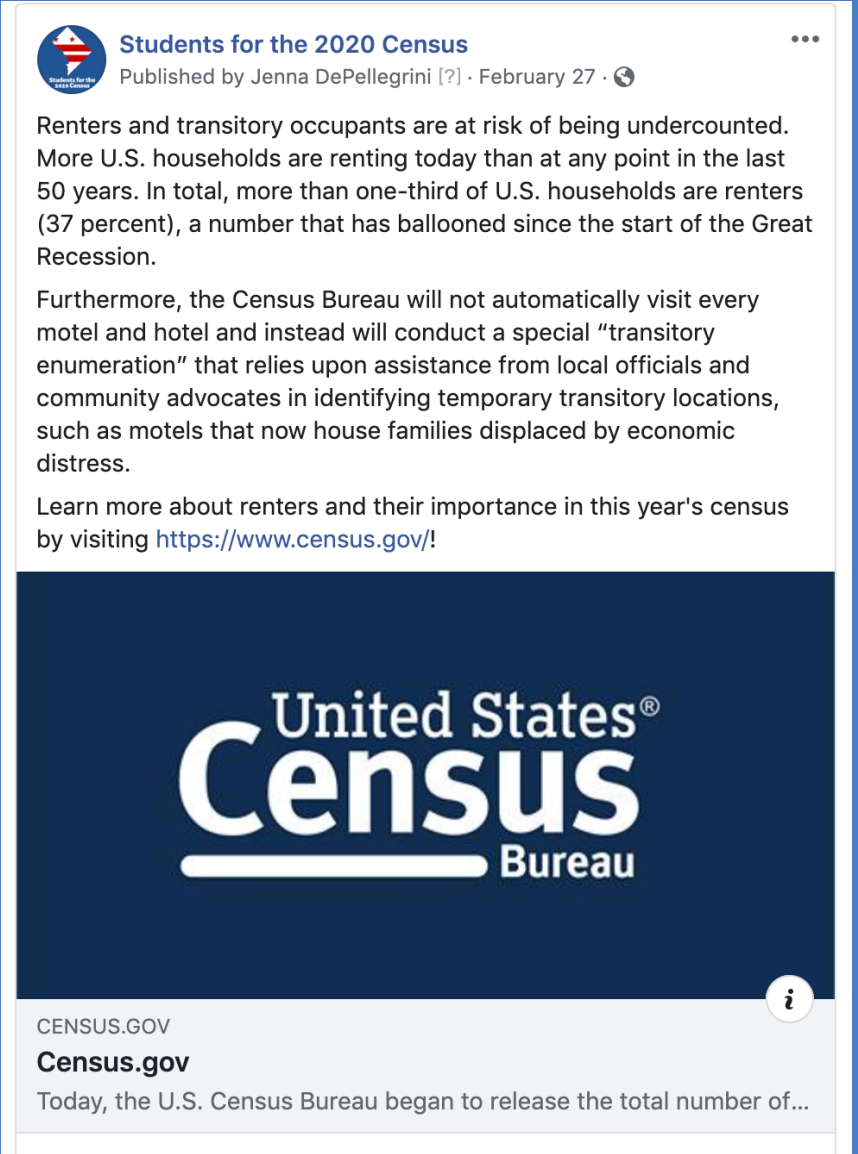 Students for the 2020 Census
Published by Jenna DePellegrini [?] · February 27 ·
Students for the
2020 Census
Renters and transitory occupants are at risk of being undercounted.
More U.S. households are renting today than at any point in the last
50 years. In total, more than one-third of U.S. households are renters
(37 percent), a number that has ballooned since the start of the Great
Recession.
Furthermore, the Census Bureau will not automatically visit every
motel and hotel and instead will conduct a special “transitory
enumeration” that relies upon assistance from local officials and
community advocates in identifying temporary transitory locations,
such as motels that now house families displaced by economic
distress.
Learn more about renters and their importance in this year's census
by visiting https://www.census.gov/!
United States®
Census
Bureau
i
CENSUS.GOV
Census.gov
Today, the U.S. Census Bureau began to release the total number of...